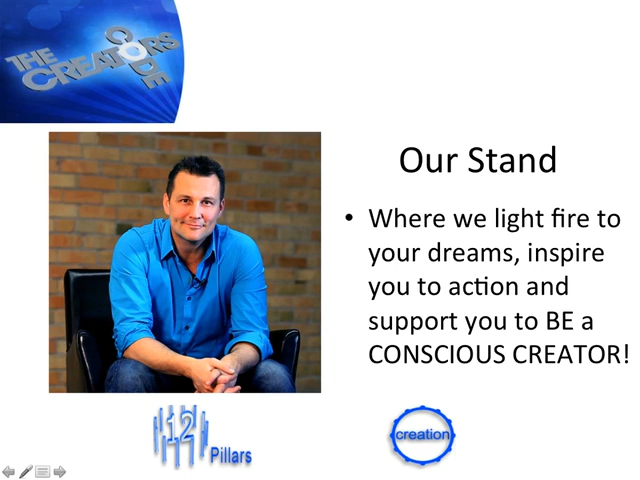 THE
CREATORS
CODE
Our Stand
• Where we light fire to
your dreams, inspire
you to action and
support you to BE a
CONSCIOUS CREATOR!
12
Pillars
creation